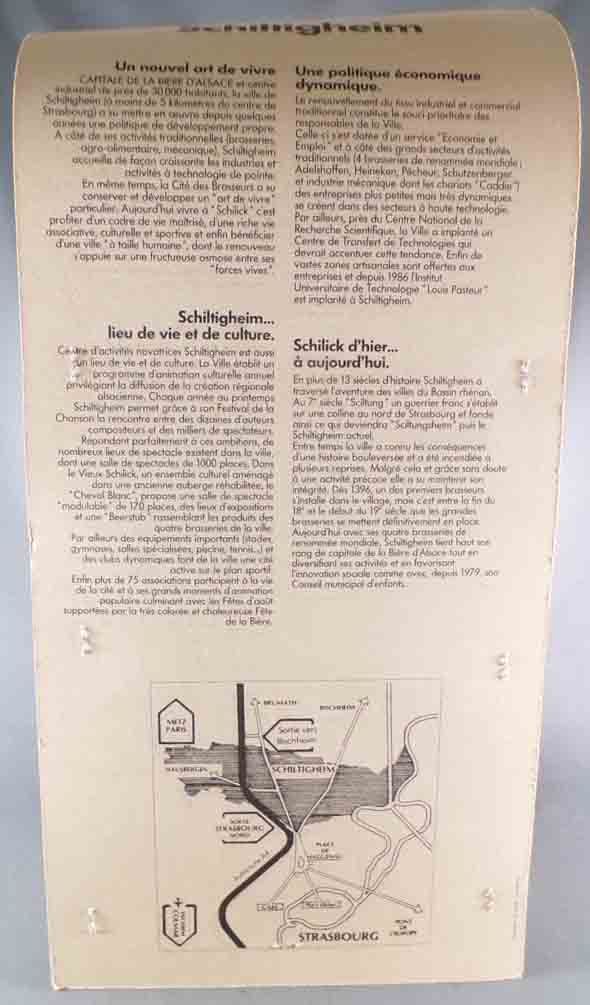 Schiltigheim
Un nouvel art de vivre
CAPITALE DE LA BIERE D'ALSACE et centre
industriel de près de 30000 habitants, la ville de
Schiltigheim (à moins de 5 kilomètres du centre de
Strasbourg) a su mettre en œuvre depuis quelques
années une politique de développement propre.
A côté de ses activités traditionnelles (brasseries,
agro-alimentaire, mécanique), Schiltigheim
accueille de façon croissante les industries et
activités à technologie de pointe.
En même temps, la Cité des Brasseurs a su
conserver et développer un "art de vivre"
particulier. Aujourd'hui vivre à "Schilick" c'est
profiter d'un cadre de vie maîtrisé, d'une riche vie
associative, culturelle et sportive et enfin bénéficier
d'une ville "à taille humaine", dont le renouveau
s'appuie sur une fructueuse osmose entre ses
"forces vives".
Schiltigheim...
lieu de vie et de culture.
Centre d'activités novatrices Schiltigheim est aussi
un lieu de vie et de culture. La Ville établit un
programme d'animation culturelle annuel
privilégiant la diffusion de la création régionale
alsacienne. Chaque année au printemps
Schiltigheim permet grâce à son Festival de la
Chanson la rencontre entre des dizaines d'auteurs
compositeurs et des milliers de spectateurs.
Répondant parfaitement à ces ambitions, de
nombreux lieux de spectacle existent dans la ville,
dont une salle de spectacles de 1000 places. Dans
le Vieux Schilick, un ensemble culturel aménagé
dans une ancienne auberge réhabilitée, le
"Cheval Blanc", propose une salle de spectacle
"modulable" de 170 places, des lieux d'expositions
et une "Bierstub" rassemblant les produits des
quatre brasseries de la ville.
Par ailleurs des équipements importants (stades,
gymnases, salles spécialisées, piscine, tennis...) et
des clubs dynamiques font de la ville une cité
active sur le plan sportif.
Enfin plus de 75 associations participent à la vie
de la cité et à ses grands moments d'animation
populaire culminant avec les Fêtes d'août
supportées par la très colorée et chaleureuse Fête
de la Bière.
Une politique économique
dynamique.
Le renouvellement du tissu industriel et commercial
traditionnel constitue le souci prioritaire des
responsables de la Ville.
Celle-ci s'est dotée d'un service "Economie et
Emploi" et à côté des grands secteurs d'activités
traditionnels (4 brasseries de renommée mondiale :
Adelshoffen, Heineken, Pêcheur, Schutzenberger
et industrie mécanique dont les chariots "Caddie")
des entreprises plus petites mais très dynamiques
se créent dans des secteurs à haute technologie.
Par ailleurs, près du Centre National de la
Recherche Scientifique, la Ville a implanté un
Centre de Transfert de Technologies qui
devrait accentuer cette tendance. Enfin de
vastes zones artisanales sont offertes aux
entreprises et depuis 1986 l'Institut
Universitaire de Technologie "Louis Pasteur"
est implanté à Schiltigheim.
Schilick d'hier...
à aujourd'hui.
En plus de 13 siècles d'histoire Schiltigheim a
traversé l'aventure des villes du Bassin rhénan.
Au 7e siècle "Sciltung" un guerrier franc s'établit
sur une colline au nord de Strasbourg et fonde
ainsi ce qui deviendra "Sciltungsheim" puis le
Schiltigheim actuel.
Entre temps la ville a connu les conséquences
d'une histoire bouleversée et a été incendiée à
plusieurs reprises. Malgré cela et grâce sans doute
à une activité précoce elle a su maintenir son
intégrité. Dès 1396, un des premiers brasseurs
s'installe dans le village, mais c'est entre la fin du
18e et le début du 19e siècle que les grandes
brasseries se mettent définitivement en place.
Aujourd'hui avec ses quatre brasseries de
renommée mondiale, Schiltigheim tient haut son
rang de capitale de la Bière d'Alsace tout en
diversifiant ses activités et en favorisant
l'innovation sociale comme avec, depuis 1979, son
Conseil municipal d'enfants.
METZ
PARIS
BRUMATH
BISCHHEIM
Sortie vers
Bischheim
HAUSBERGEN
SCHILTIGHEIM
SORTIE
STRASBOURG
NORD
PLACE
DE
HAGUENAU
COLMAR
PONT
DE
L'EUROPE
STRASBOURG